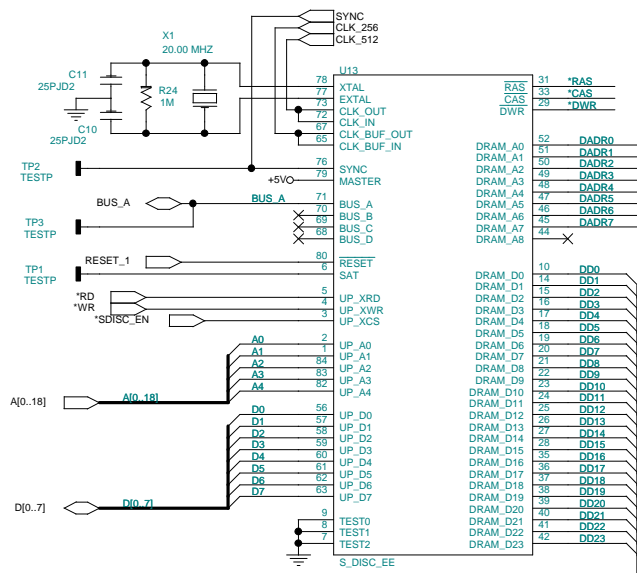 SYNC
CLK_256
CLK_512
X1
20.00 MHZ
C11
25PJD2
R24
1M
C10
25PJD2
U13
78 XTAL
77 EXTAL
73 CLK_OUT
72 CLK_IN
67 CLK_BUF_OUT
65 CLK_BUF_IN
TP2
TESTP
76 SYNC
+5V 79 MASTER
BUS_A BUS_A 71 BUS_A
70 BUS_B
69 BUS_C
68 BUS_D
TP3
TESTP
RESET_1 80 RESET
TP1
TESTP
6 SAT
*RD 5 UP_XRD
*WR 4 UP_XWR
*SDISC_EN 3 UP_XCS
A0 2 UP_A0
A1 1 UP_A1
A2 84 UP_A2
A3 83 UP_A3
A4 82 UP_A4
A[0..18] A[0..18]
D0 56 UP_D0
D1 57 UP_D1
D2 58 UP_D2
D3 59 UP_D3
D4 60 UP_D4
D5 61 UP_D5
D6 62 UP_D6
D7 63 UP_D7
D[0..7] D[0..7]
9 TEST0
8 TEST1
7 TEST2
S_DISC_EE
RAS 31 *RAS
CAS 33 *CAS
DWR 29 *DWR
DRAM_A0 52 DADR0
DRAM_A1 51 DADR1
DRAM_A2 50 DADR2
DRAM_A3 49 DADR3
DRAM_A4 48 DADR4
DRAM_A5 47 DADR5
DRAM_A6 46 DADR6
DRAM_A7 45 DADR7
DRAM_A8 44
DRAM_D0 10 DD0
DRAM_D1 14 DD1
DRAM_D2 15 DD2
DRAM_D3 16 DD3
DRAM_D4 17 DD4
DRAM_D5 18 DD5
DRAM_D6 19 DD6
DRAM_D7 20 DD7
DRAM_D8 21 DD8
DRAM_D9 22 DD9
DRAM_D10 23 DD10
DRAM_D11 24 DD11
DRAM_D12 25 DD12
DRAM_D13 26 DD13
DRAM_D14 27 DD14
DRAM_D15 28 DD15
DRAM_D16 35 DD16
DRAM_D17 36 DD17
DRAM_D18 37 DD18
DRAM_D19 38 DD19
DRAM_D20 39 DD20
DRAM_D21 40 DD21
DRAM_D22 41 DD22
DRAM_D23 42 DD23